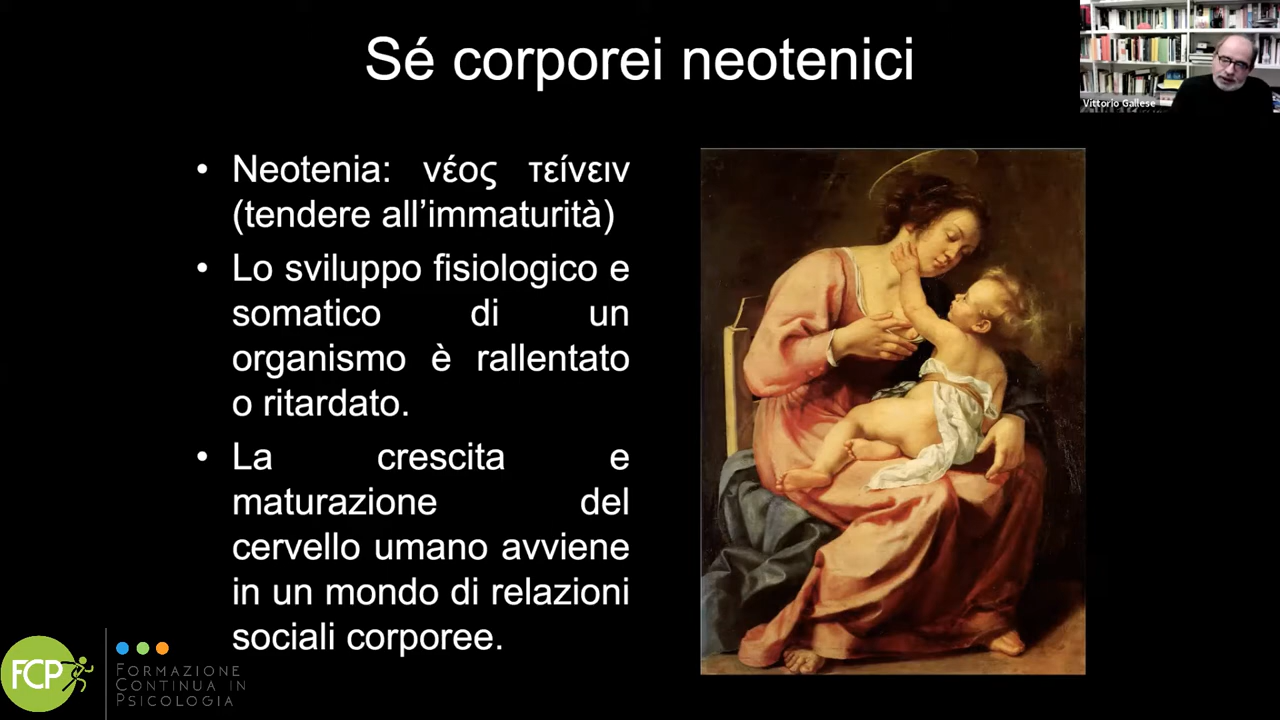 Sé corporei neotenici
Vittorio Gallese
• Neotenia: νέος τείνειν
(tendere all’immaturità)
• Lo sviluppo fisiologico e
somatico di un
organismo è rallentato
o ritardato.
• La crescita e
maturazione del
cervello umano avviene
in un mondo di relazioni
sociali corporee.
FCP
FORMAZIONE
CONTINUA IN
PSICOLOGIA